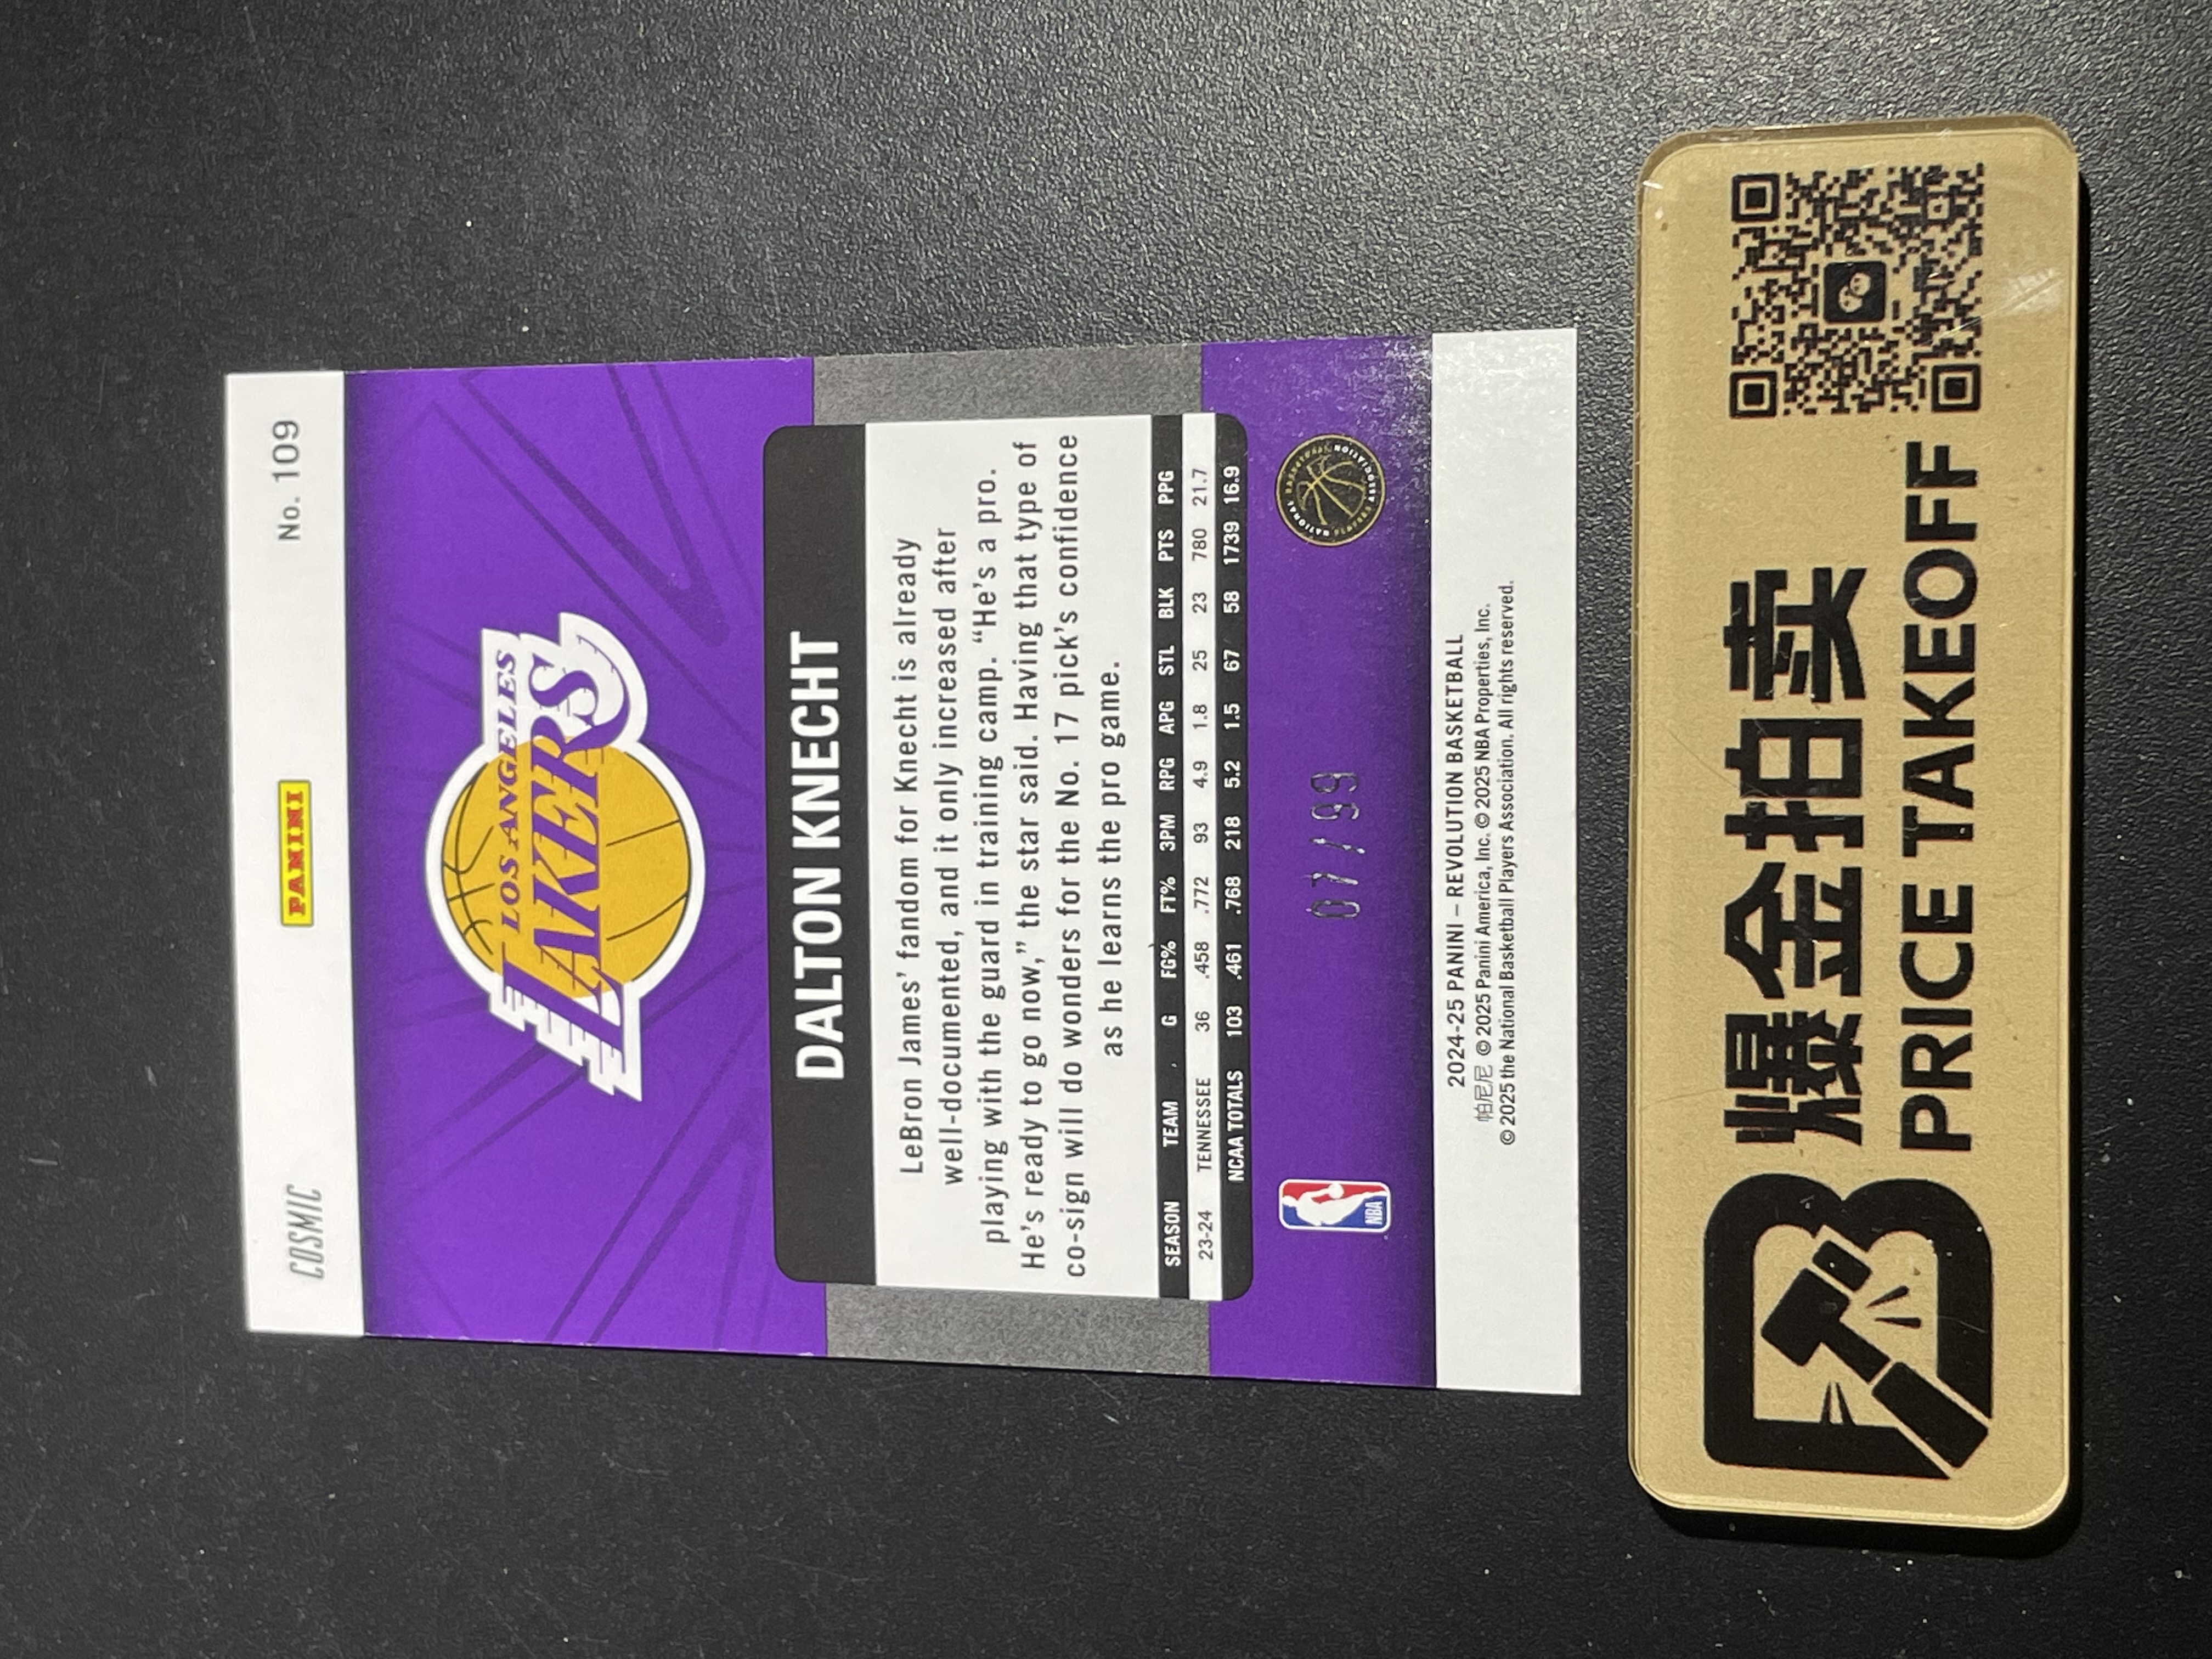 COSMIC
PANINI
No. 109
LOS ANGELES
LAKERS
DALTON KNECHT
LeBron James' fandom for Knecht is already
well-documented, and it only increased after
playing with the guard in training camp. “He's a pro.
He's ready to go now,” the star said. Having that type of
co-sign will do wonders for the No. 17 pick's confidence
as he learns the pro game.
SEASON TEAM G FG% FT% 3PM RPG APG STL BLK PTS PPG
23-24 TENNESSEE 36 .458 .772 93 4.9 1.8 25 23 780 21.7
NCAA TOTALS 103 .461 .768 218 5.2 1.5 67 58 1739 16.9
NBA
07/99
2024-25 PANINI – REVOLUTION BASKETBALL
帕尼尼 © 2025 Panini America, Inc. © 2025 NBA Properties, Inc.
© 2025 the National Basketball Players Association. All rights reserved.
爆金拍卖
PRICE TAKEOFF